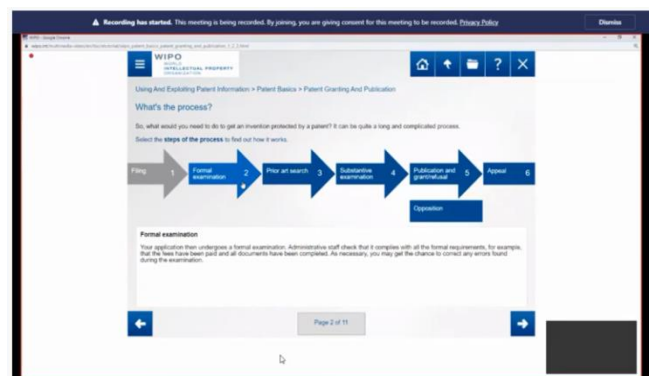 Recording has started. This meeting is being recorded. By joining, you are giving consent for this meeting to be recorded. Privacy Policy
Dismiss
WIPO - Google Chrome
WIPO
WORLD
INTELLECTUAL PROPERTY
ORGANIZATION
Using And Exploiting Patent Information > Patent Basics > Patent Granting And Publication
What's the process?
So, what would you need to do to get an invention protected by a patent? It can be quite a long and complicated process.
Select the steps of the process to find out how it works.
Filing 1
Formal
examination 2
Prior art search 3
Substantive
examination 4
Publication and
grant/refusal 5
Appeal 6
Opposition
Formal examination
Your application then undergoes a formal examination. Administrative staff check that it complies with all the formal requirements, for example,
that the fees have been paid and all documents have been completed. As necessary, you may get the chance to correct any errors found
during the examination.
Page 2 of 11